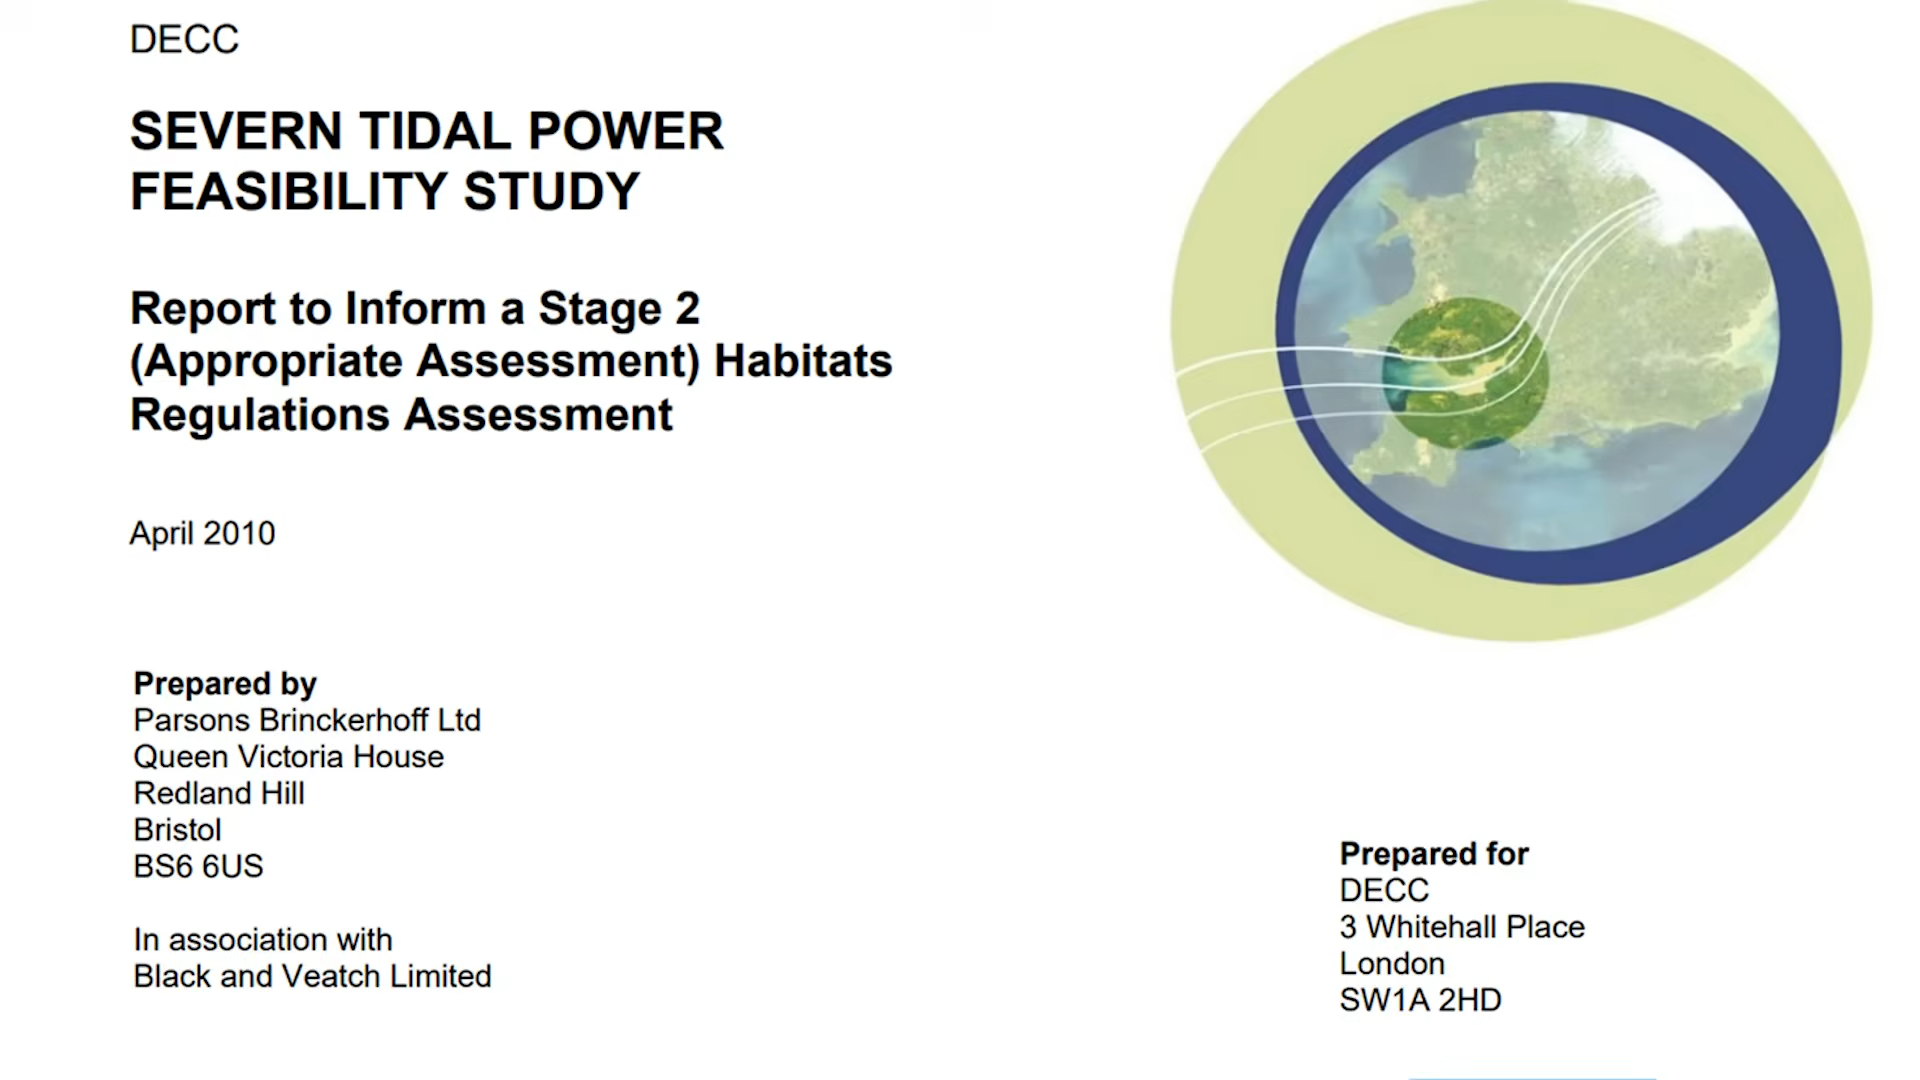 DECC
SEVERN TIDAL POWER
FEASIBILITY STUDY
Report to Inform a Stage 2
(Appropriate Assessment) Habitats
Regulations Assessment
April 2010
Prepared by
Parsons Brinckerhoff Ltd
Queen Victoria House
Redland Hill
Bristol
BS6 6US
In association with
Black and Veatch Limited
Prepared for
DECC
3 Whitehall Place
London
SW1A 2HD